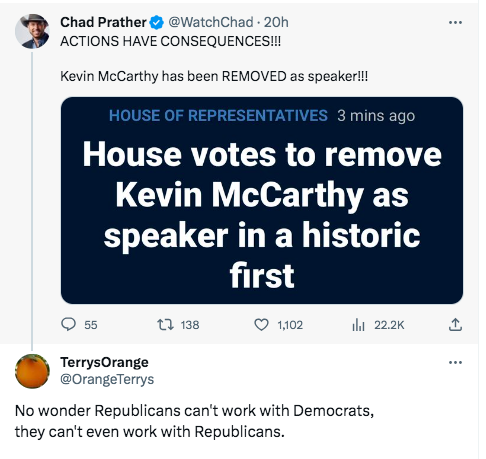 Chad Prather @WatchChad · 20h
ACTIONS HAVE CONSEQUENCES!!!
Kevin McCarthy has been REMOVED as speaker!!!
HOUSE OF REPRESENTATIVES 3 mins ago
House votes to remove
Kevin McCarthy as
speaker in a historic
first
55 138 1,102 22.2K
TerrysOrange
@OrangeTerrys
No wonder Republicans can't work with Democrats,
they can't even work with Republicans.